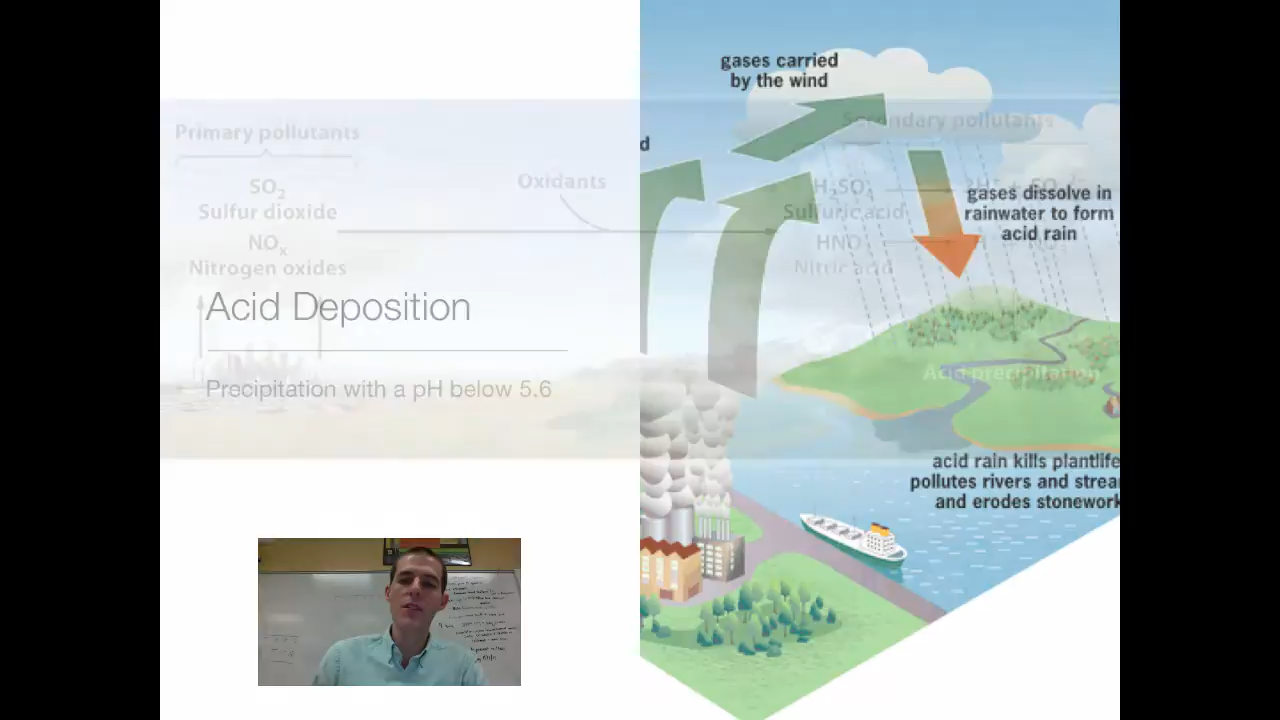 gases carried
by the wind
Primary pollutants
Secondary pollutants
d
SO2
Sulfur dioxide
NOx
Nitrogen oxides
Oxidants
H2SO4
Sulfuric acid
HNO
Nitric acid
gases dissolve in
rainwater to form
acid rain
Acid Deposition
Precipitation with a pH below 5.6
Acid precipitation
acid rain kills plantlife
pollutes rivers and strea
and erodes stonework